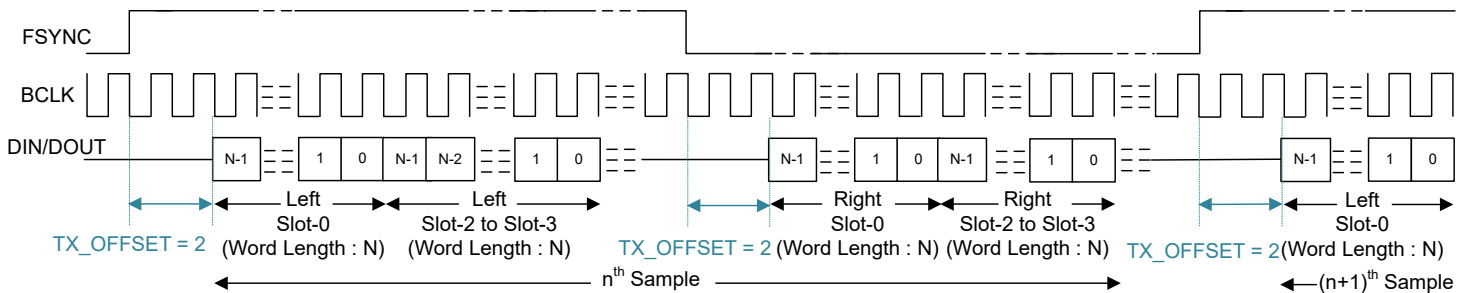 FSYNC
BCLK
DIN/DOUT
N-1 1 0 N-1 N-2 1 0 N-1 1 0 N-1 1 0 N-1 1 0
Left Left Right Right Left
Slot-0 Slot-2 to Slot-3 Slot-0 Slot-2 to Slot-3 Slot-0
TX_OFFSET = 2 (Word Length : N) (Word Length : N) TX_OFFSET = 2 (Word Length : N) (Word Length : N) TX_OFFSET = 2 (Word Length : N)
nth Sample (n+1)th Sample